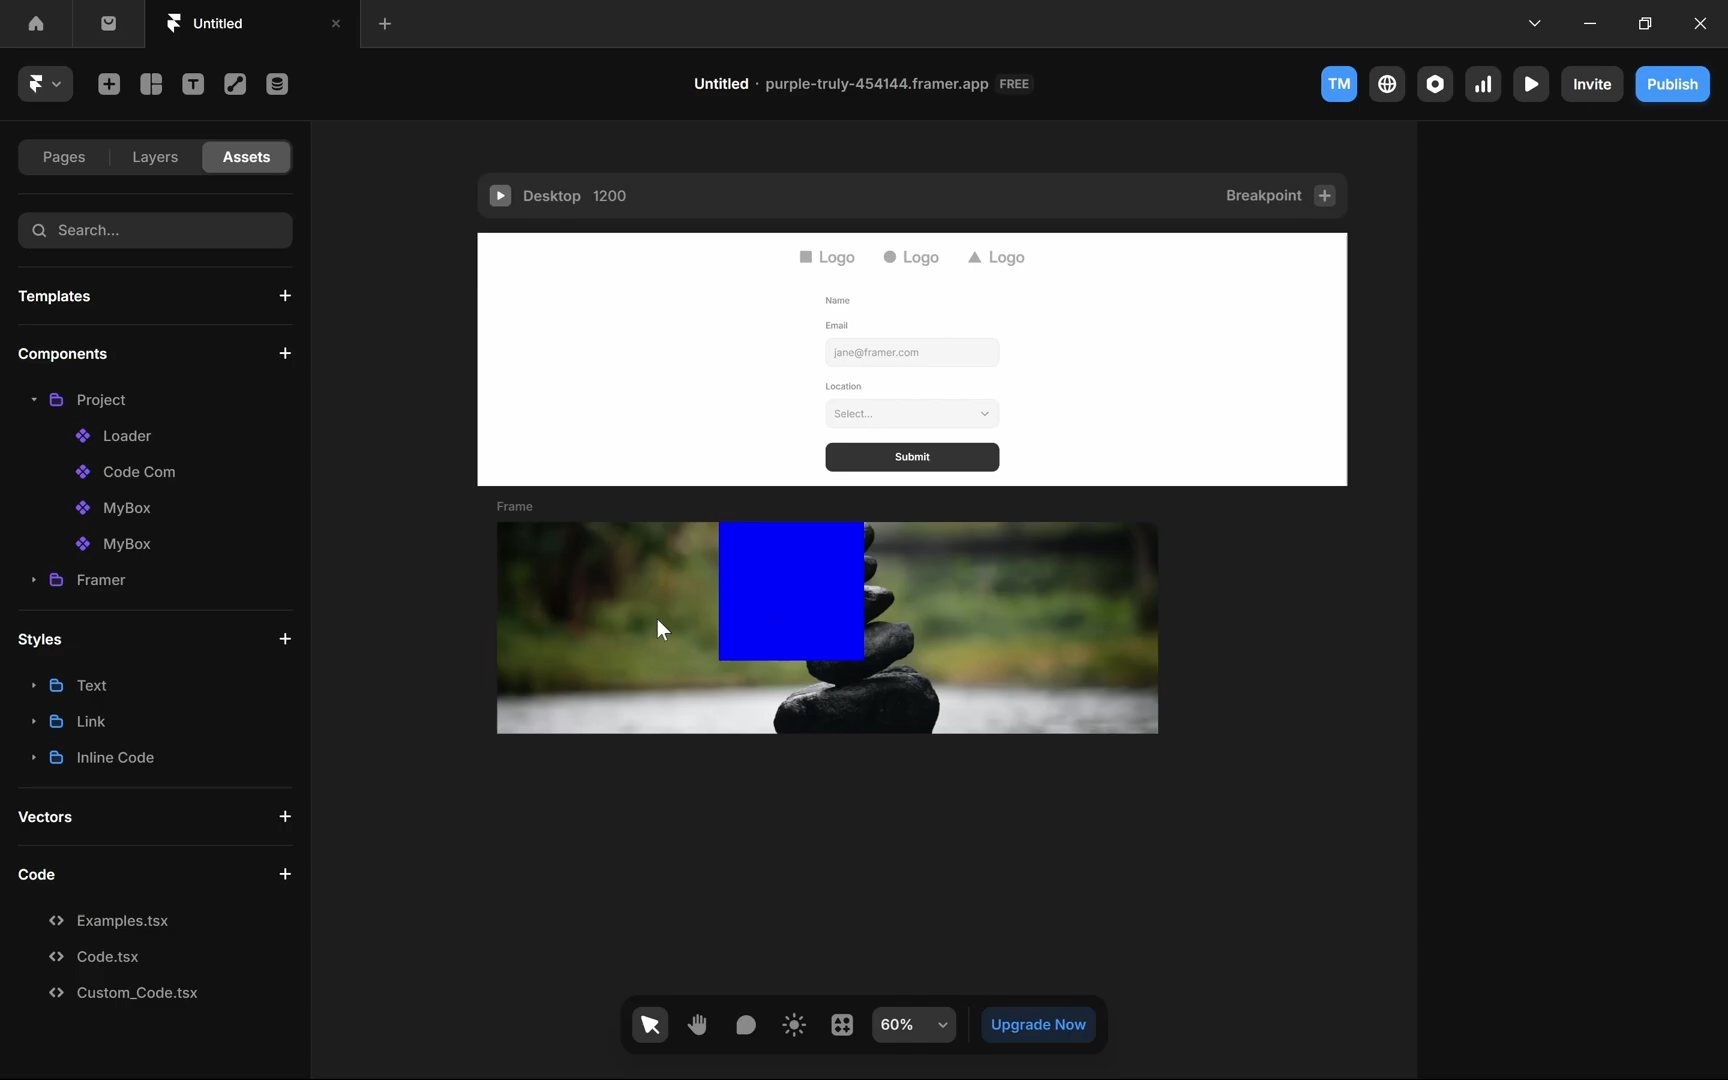 Untitled
Untitled · purple-truly-454144.framer.app FREE
TM
Invite
Publish
Pages
Layers
Assets
Search...
Templates
Components
Project
Loader
Code Com
MyBox
MyBox
Framer
Styles
Text
Link
Inline Code
Vectors
Code
Examples.tsx
Code.tsx
Custom_Code.tsx
Desktop 1200
Breakpoint
Logo Logo Logo
Name
Email
jane@framer.com
Location
Select...
Submit
Frame
60%
Upgrade Now